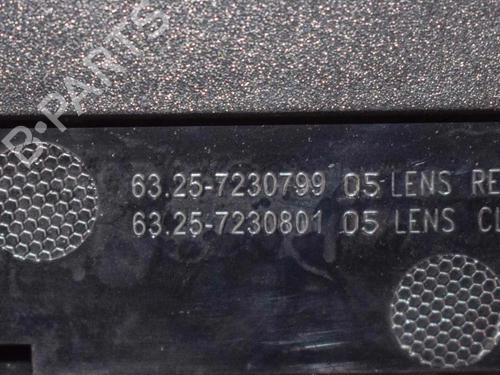 B-PARTS
63.25-7230799 05 LENS RE
63.25-7230801 05 LENS CL